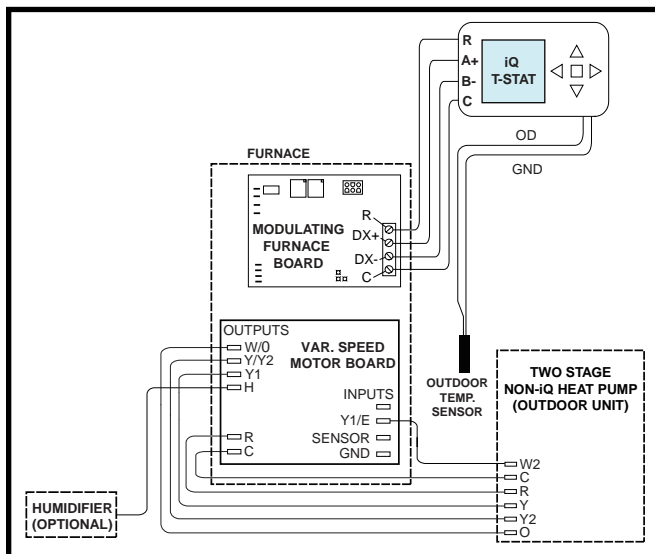 R
A+
B-
C
iQ
T-STAT
OD
GND
FURNACE
MODULATING
FURNACE
BOARD
R
DX+
DX-
C
OUTPUTS
W/0
Y/Y2
Y1
H
R
C
VAR. SPEED
MOTOR BOARD
INPUTS
Y1/E
SENSOR
GND
OUTDOOR
TEMP.
SENSOR
TWO STAGE
NON-iQ HEAT PUMP
(OUTDOOR UNIT)
W2
C
R
Y
Y2
O
HUMIDIFIER
(OPTIONAL)